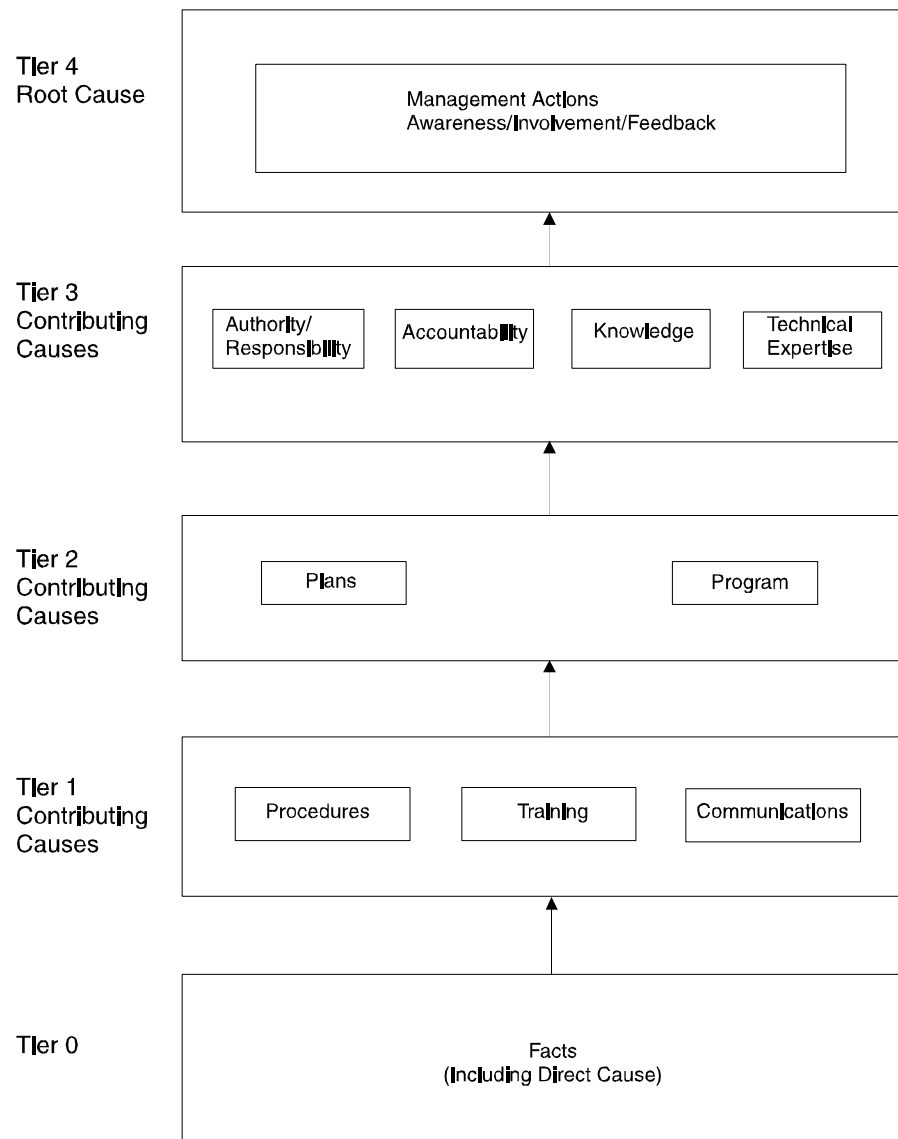 Tier 4
Root Cause
Management Actions
Awareness/Involvement/Feedback
Tier 3
Contributing
Causes
Authority/
Responsibility
Accountability
Knowledge
Technical
Expertise
Tier 2
Contributing
Causes
Plans
Program
Tier 1
Contributing
Causes
Procedures
Training
Communications
Tier 0
Facts
(Including Direct Cause)